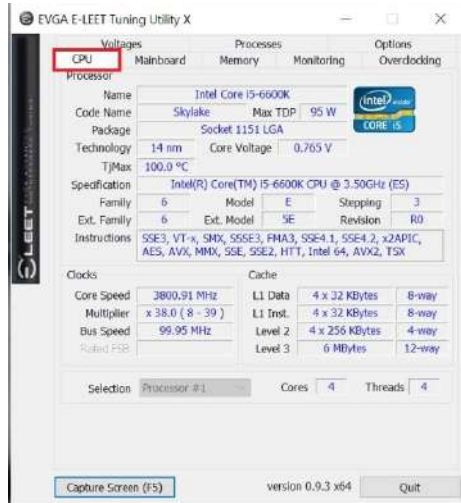 EVGA E-LEET Tuning Utility X
Voltages Processes Options
CPU Mainboard Memory Monitoring Overclocking
Processor
Name Intel Core i5-6600K
Code Name Skylake Max TDP 95 W
Package Socket 1151 LGA
Technology 14 nm Core Voltage 0.765 V
TjMax 100.0 °C
Specification Intel(R) Core(TM) i5-6600K CPU @ 3.50GHz (ES)
Family 6 Model E Stepping 3
Ext. Family 6 Ext. Model 5E Revision R0
Instructions SSE3, VT-x, SMX, SSSE3, FMA3, SSE4.1, SSE4.2, x2APIC,
AES, AVX, MMX, SSE, SSE2, HTT, Intel 64, AVX2, TSX
intel inside
CORE i5
Clocks Cache
Core Speed 3800.91 MHz L1 Data 4 x 32 KBytes 8-way
Multiplier x 38.0 ( 8 - 39 ) L1 Inst. 4 x 32 KBytes 8-way
Bus Speed 99.95 MHz Level 2 4 x 256 KBytes 4-way
Rated FSB Level 3 6 MBytes 12-way
Selection Processor #1 Cores 4 Threads 4
Capture Screen (F5) version 0.9.3 x64 Quit
E-LEET